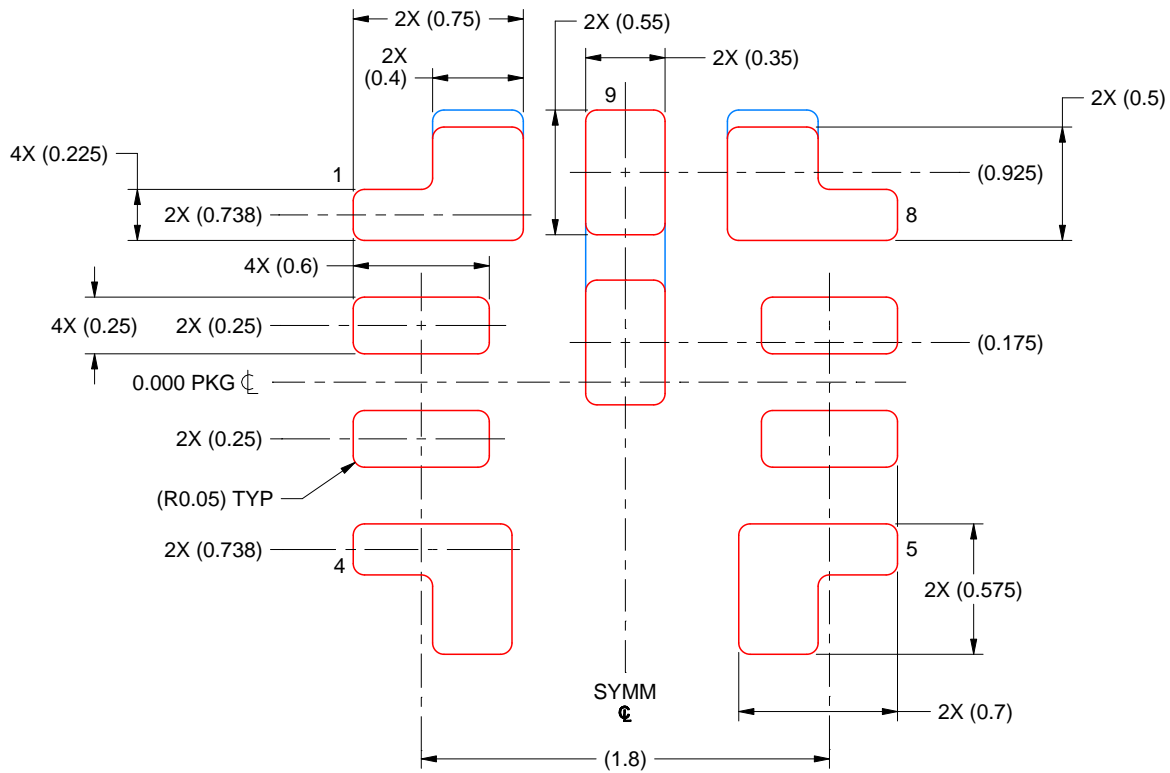 2X (0.75)
2X (0.55)
2X
(0.4)
2X (0.35)
9
2X (0.5)
4X (0.225)
1
(0.925)
2X (0.738)
8
4X (0.6)
4X (0.25)
2X (0.25)
(0.175)
0.000 PKG ℄
2X (0.25)
(R0.05) TYP
2X (0.738)
4
5
2X (0.575)
SYMM
℄
2X (0.7)
(1.8)